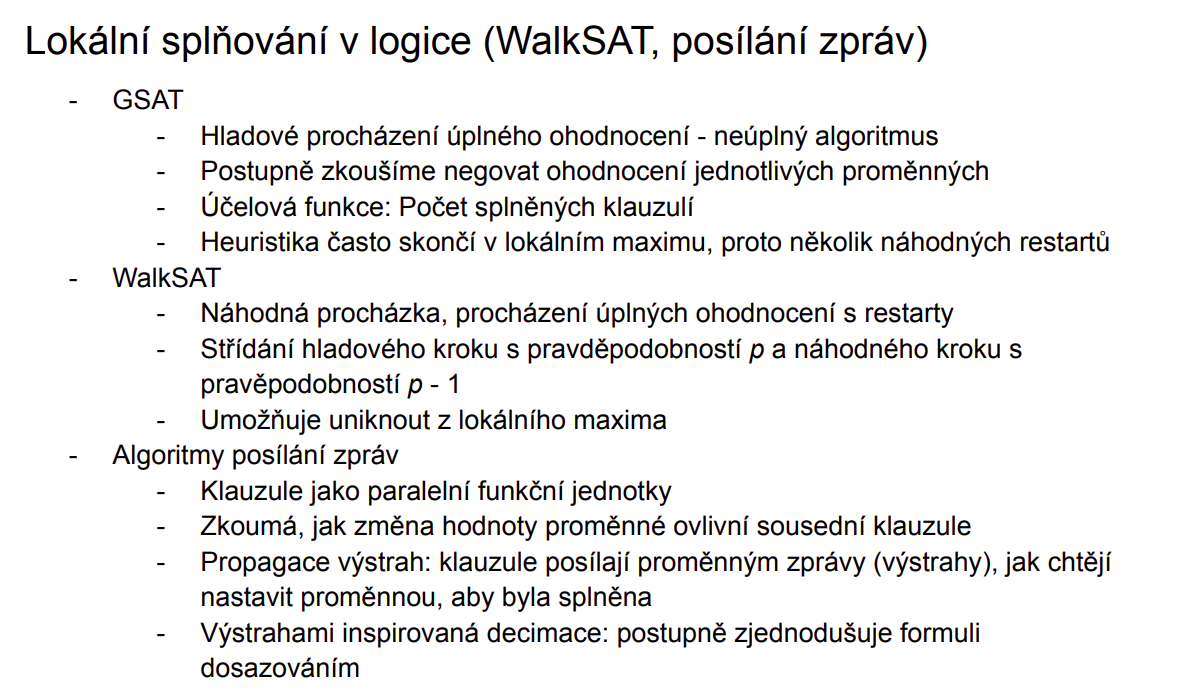 Lokální splňování v logice (WalkSAT, posílání zpráv)
- GSAT
- Hladové procházení úplného ohodnocení - neúplný algoritmus
- Postupně zkoušíme negovat ohodnocení jednotlivých proměnných
- Účelová funkce: Počet splněných klauzulí
- Heuristika často skončí v lokálním maximu, proto několik náhodných restartů
- WalkSAT
- Náhodná procházka, procházení úplných ohodnocení s restarty
- Střídání hladového kroku s pravděpodobností p a náhodného kroku s
pravěpodobností p - 1
- Umožňuje uniknout z lokálního maxima
- Algoritmy posílání zpráv
- Klauzule jako paralelní funkční jednotky
- Zkoumá, jak změna hodnoty proměnné ovlivní sousední klauzule
- Propagace výstrah: klauzule posílají proměnným zprávy (výstrahy), jak chtějí
nastavit proměnnou, aby byla splněna
- Výstrahami inspirovaná decimace: postupně zjednodušuje formuli
dosazováním